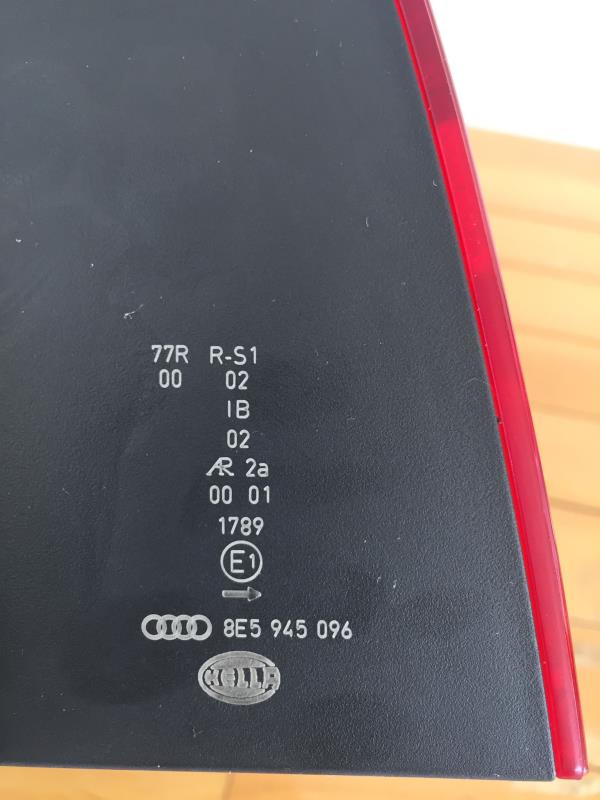 77R R-S1
00 02
IB
02
AR 2a
00 01
1789
E1
8E5 945 096
HELLA